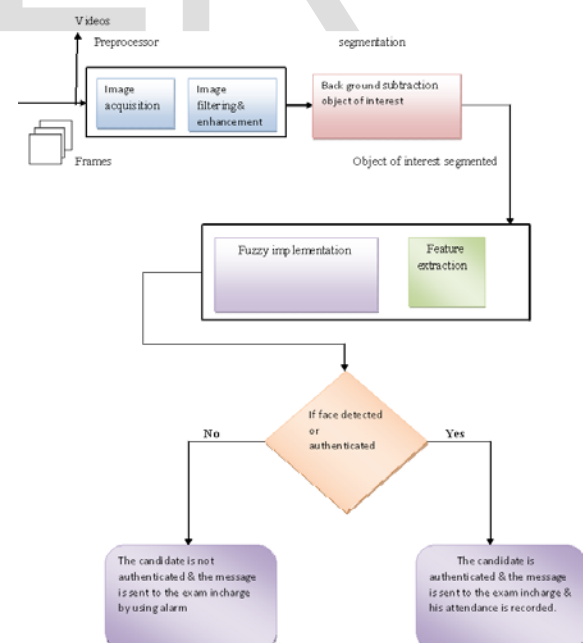 Videos
Preprocessor
segmentation
Image
acquisition
Image
filtering&
enhancement
Back ground subtraction
object of interest
Frames
Object of interest segmented
Fuzzy implementation
Feature
extraction
If face detected
or
authenticated
No
Yes
The candidate is not
authenticated & the message
is sent to the exam incharge
by using alarm
The candidate is
authenticated & the message
is sent to the exam incharge &
his attendance is recorded.